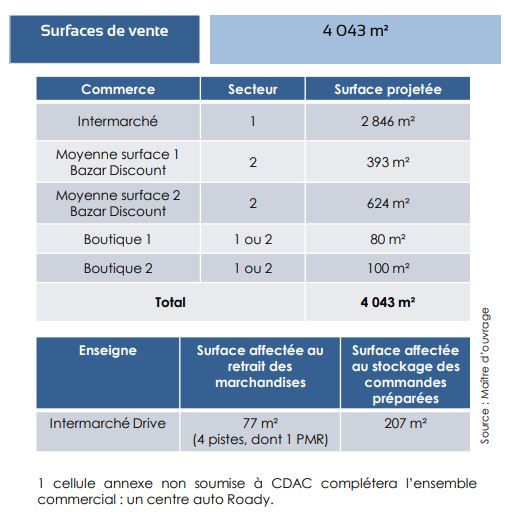 Surfaces de vente 4 043 m²
Commerce Secteur Surface projetée
Intermarché 1 2 846 m²
Moyenne surface 1
Bazar Discount 2 393 m²
Moyenne surface 2
Bazar Discount 2 624 m²
Boutique 1 1 ou 2 80 m²
Boutique 2 1 ou 2 100 m²
Total 4 043 m²
Enseigne
Surface affectée au
retrait des
marchandises
Surface affectée
au stockage des
commandes
préparées
Intermarché Drive
77 m²
(4 pistes, dont 1 PMR)
207 m²
Source : Maître d'ouvrage
1 cellule annexe non soumise à CDAC complétera l'ensemble
commercial : un centre auto Roady.